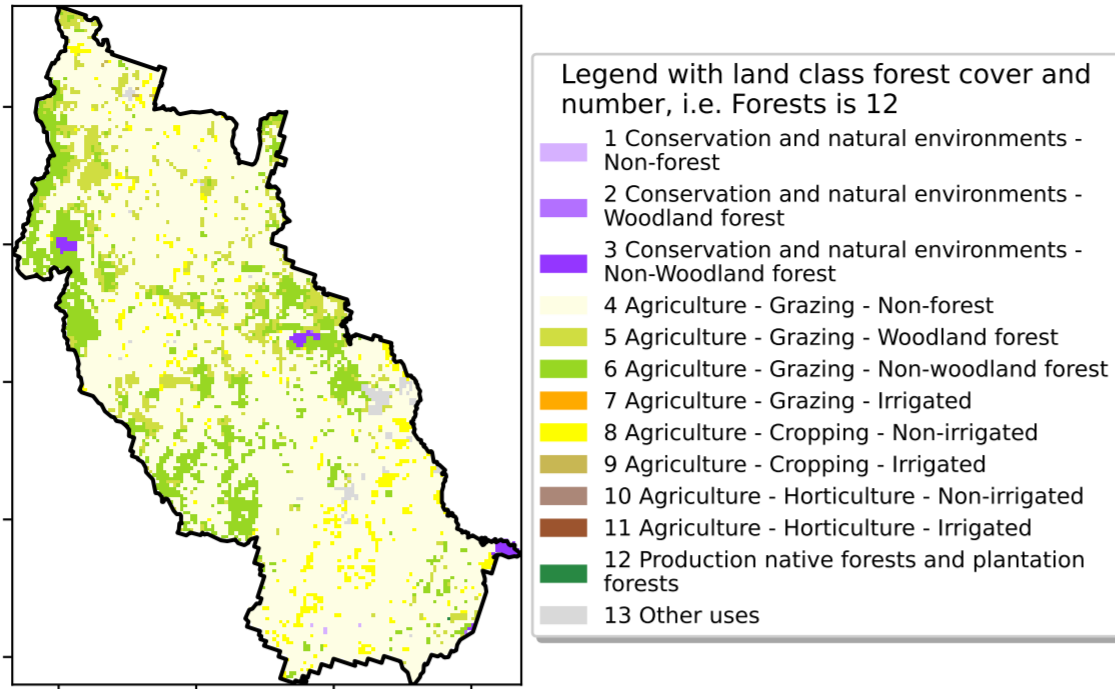 Legend with land class forest cover and
number, i.e. Forests is 12
1 Conservation and natural environments -
Non-forest
2 Conservation and natural environments -
Woodland forest
3 Conservation and natural environments -
Non-Woodland forest
4 Agriculture - Grazing - Non-forest
5 Agriculture - Grazing - Woodland forest
6 Agriculture - Grazing - Non-woodland forest
7 Agriculture - Grazing - Irrigated
8 Agriculture - Cropping - Non-irrigated
9 Agriculture - Cropping - Irrigated
10 Agriculture - Horticulture - Non-irrigated
11 Agriculture - Horticulture - Irrigated
12 Production native forests and plantation
forests
13 Other uses